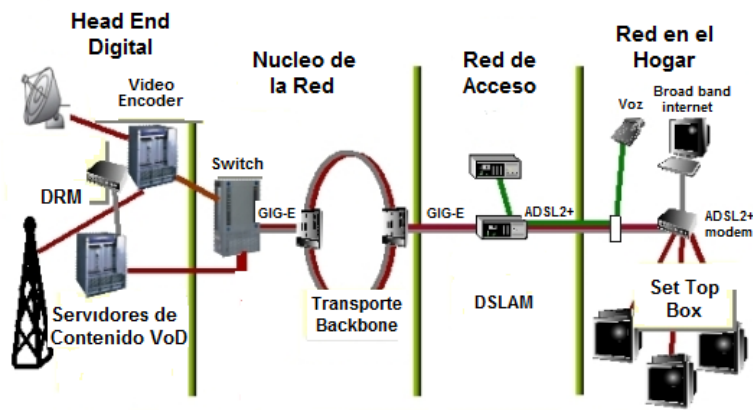 Head End
Digital
Nucleo de
la Red
Red de
Acceso
Red en el
Hogar
Video
Encoder
Voz
Broad band
internet
Switch
DRM
GIG-E
GIG-E
ADSL2+
ADSL2+
modem
Servidores de
Contenido VoD
Transporte
Backbone
DSLAM
Set Top
Box